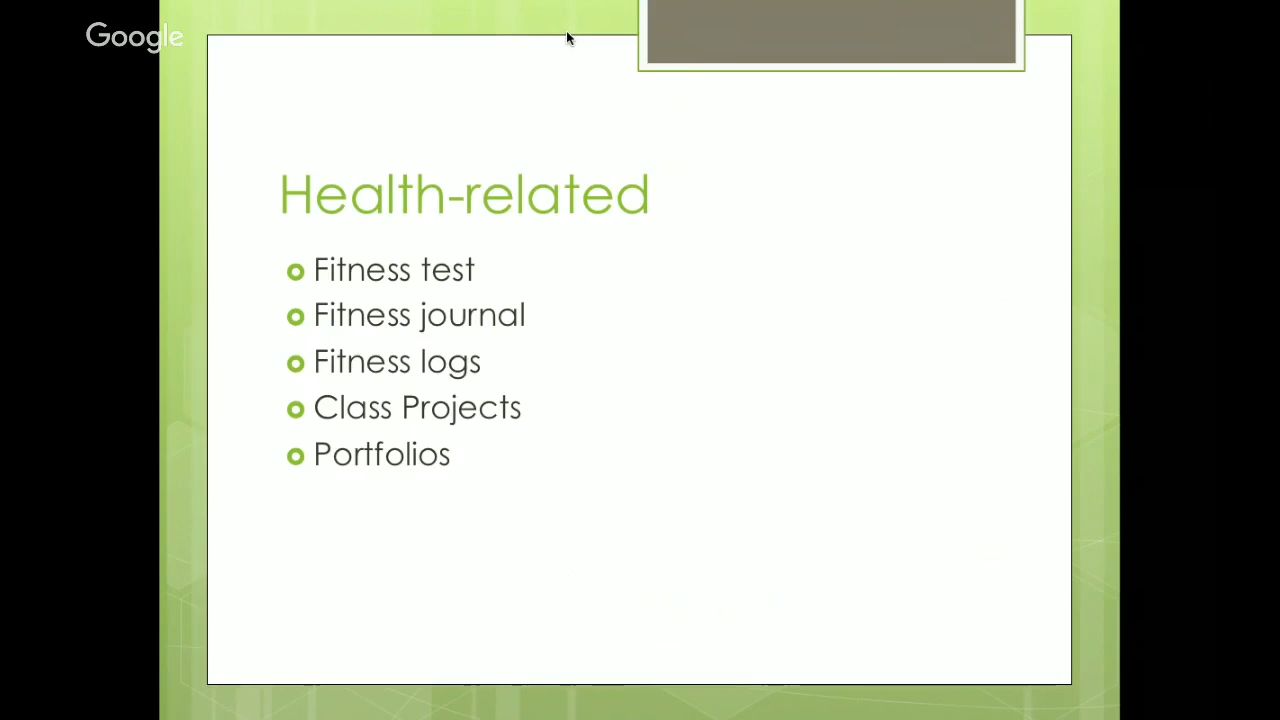 Google
Health-related
Fitness test
Fitness journal
Fitness logs
Class Projects
Portfolios